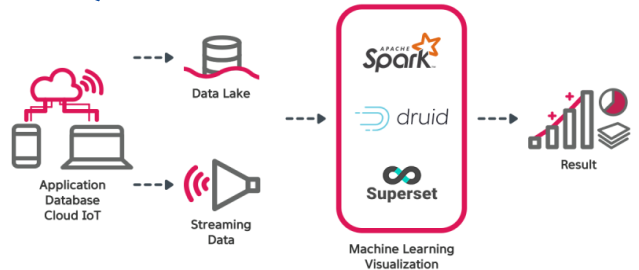 Application
Database
Cloud IoT
Data Lake
Streaming
Data
APACHE
Spark
druid
Superset
Machine Learning
Visualization
Result